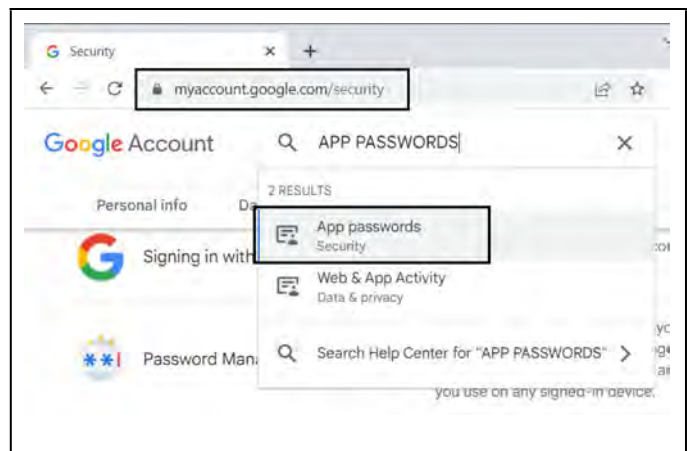 Security
myaccount.google.com/security
Google Account
APP PASSWORDS
Personal info
2 RESULTS
App passwords
Security
Signing in with
Web & App Activity
Data & privacy
Password Man
Search Help Center for "APP PASSWORDS"
you use on any signed-in device.